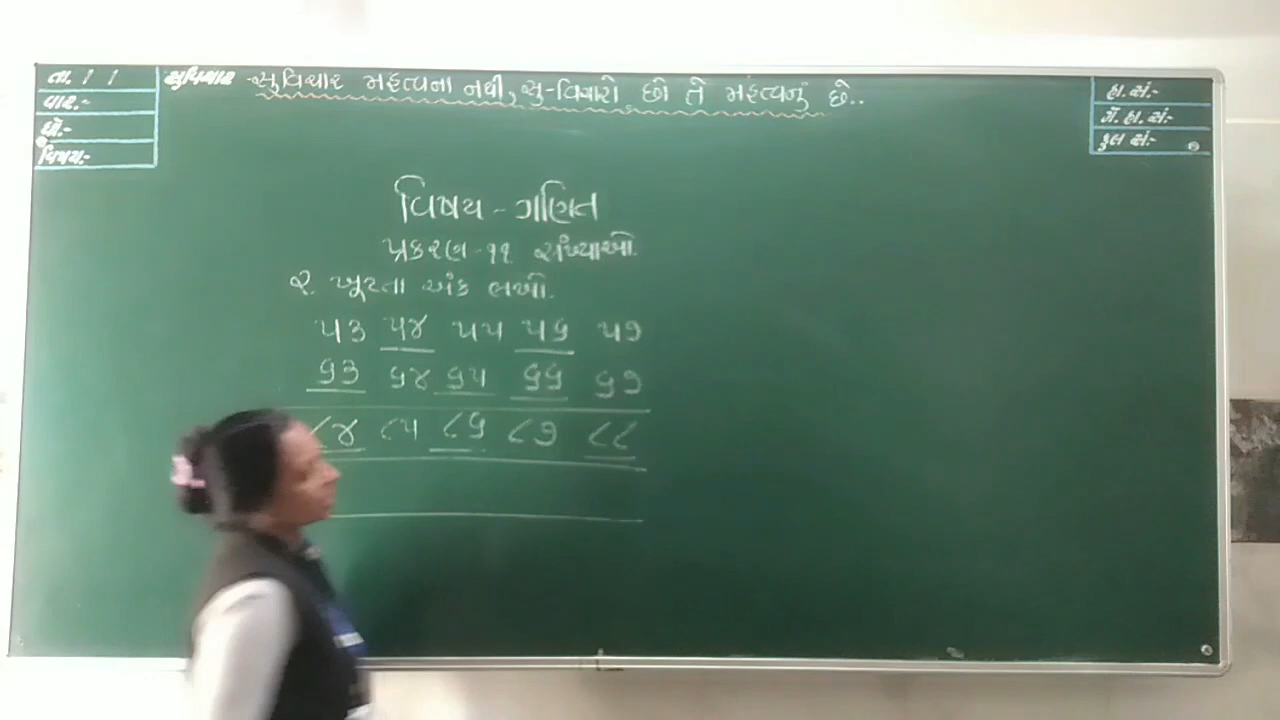 તા. / /
વાર.-
ઘો.-
વિષય.-
સુવિચાર - સુવિચાર મહત્વના નથી, સુ-વિચારો છો તે મહત્વનું છે..
હા. સં.-
ગે. હા. સં.-
કુલ સં.-
વિષય - ગણિત
પ્રકરણ - ૧૧ સંખ્યાઓ.
૨. ખૂટતા અંક લખો.
૫૩ ૫૪ ૫૫ ૫૬ ૫૭
૬૩ ૬૪ ૬૫ ૬૬ ૬૭
૮૪ ૮૫ ૮૬ ૮૭ ૮૮